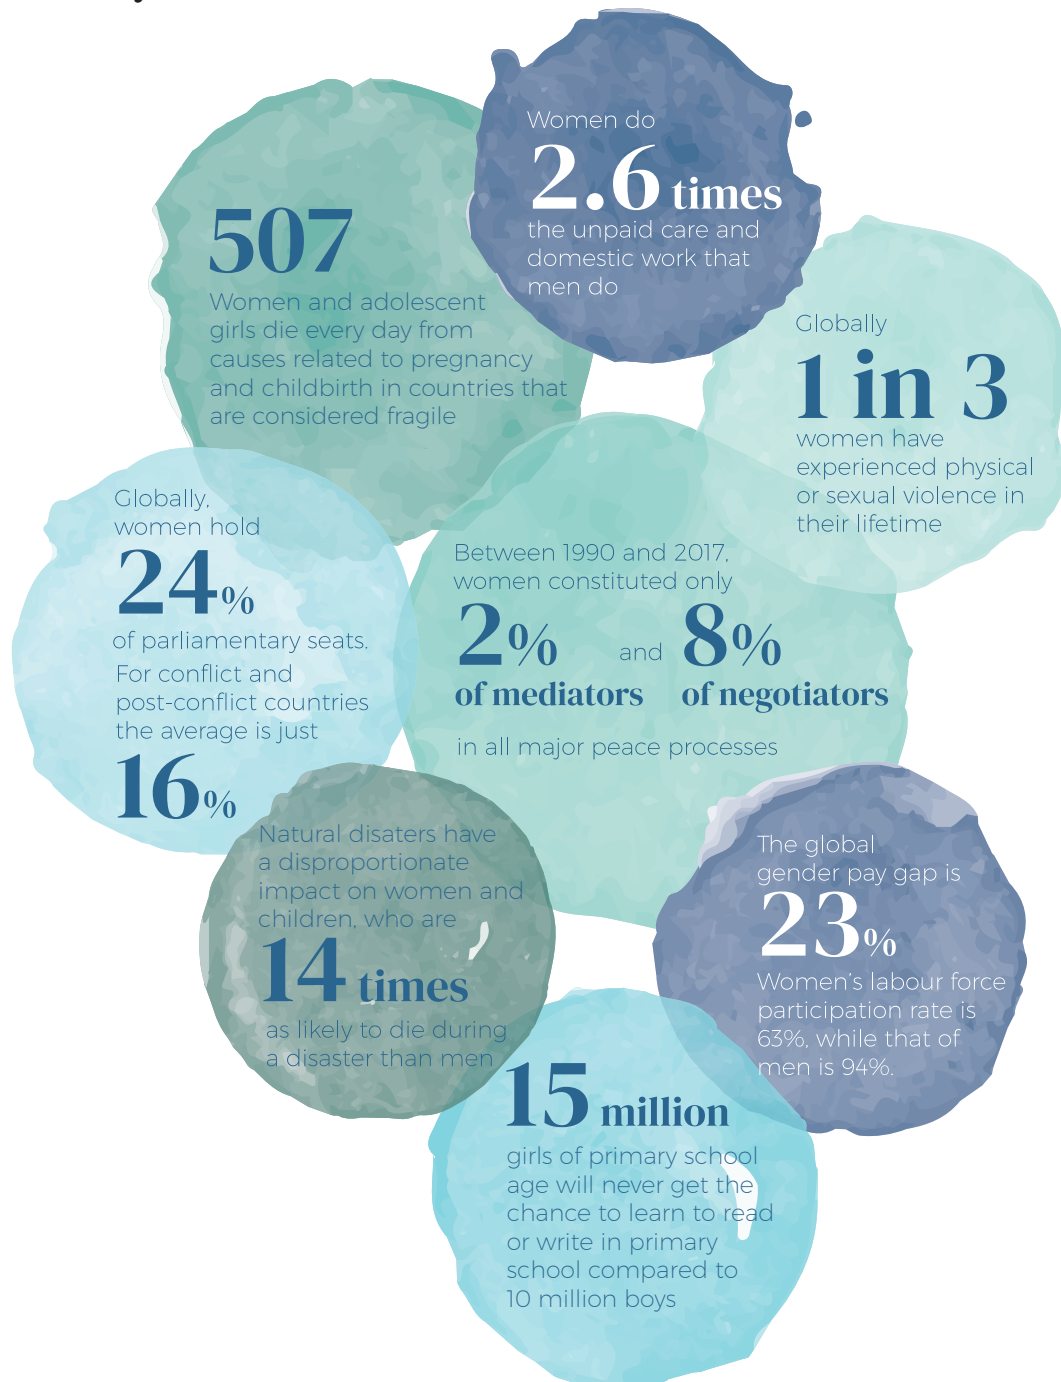 Women do
2.6 times
the unpaid care and
domestic work that
men do
507
Women and adolescent
girls die every day from
causes related to pregnancy
and childbirth in countries that
are considered fragile
Globally
1 in 3
women have
experienced physical
or sexual violence in
their lifetime
Globally,
women hold
24%
of parliamentary seats.
For conflict and
post-conflict countries
the average is just
16%
Between 1990 and 2017,
women constituted only
2% and 8%
of mediators of negotiators
in all major peace processes
Natural disaters have
a disproportionate
impact on women and
children, who are
14 times
as likely to die during
a disaster than men
The global
gender pay gap is
23%
Women's labour force
participation rate is
63%, while that of
men is 94%.
15 million
girls of primary school
age will never get the
chance to learn to read
or write in primary
school compared to
10 million boys